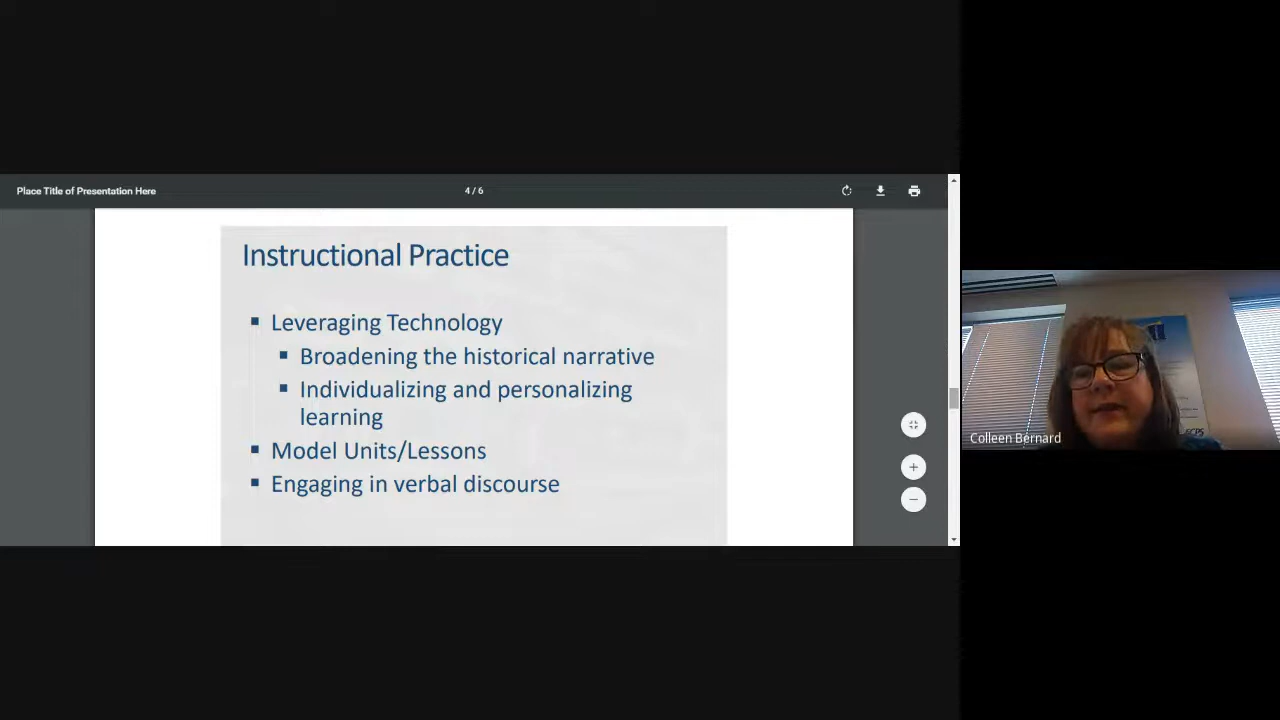 Place Title of Presentation Here
4 / 6
Instructional Practice
Leveraging Technology
Broadening the historical narrative
Individualizing and personalizing
learning
Model Units/Lessons
Engaging in verbal discourse
Colleen Bernard